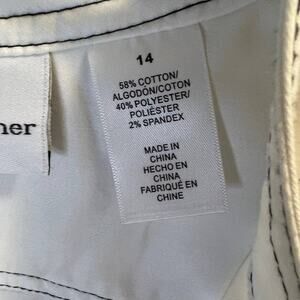 14
58% COTTON/
ALGODÓN/COTON
40% POLYESTER/
POLIÉSTER
2% SPANDEX
MADE IN
CHINA
HECHO EN
CHINA
FABRIQUÉ EN
CHINE